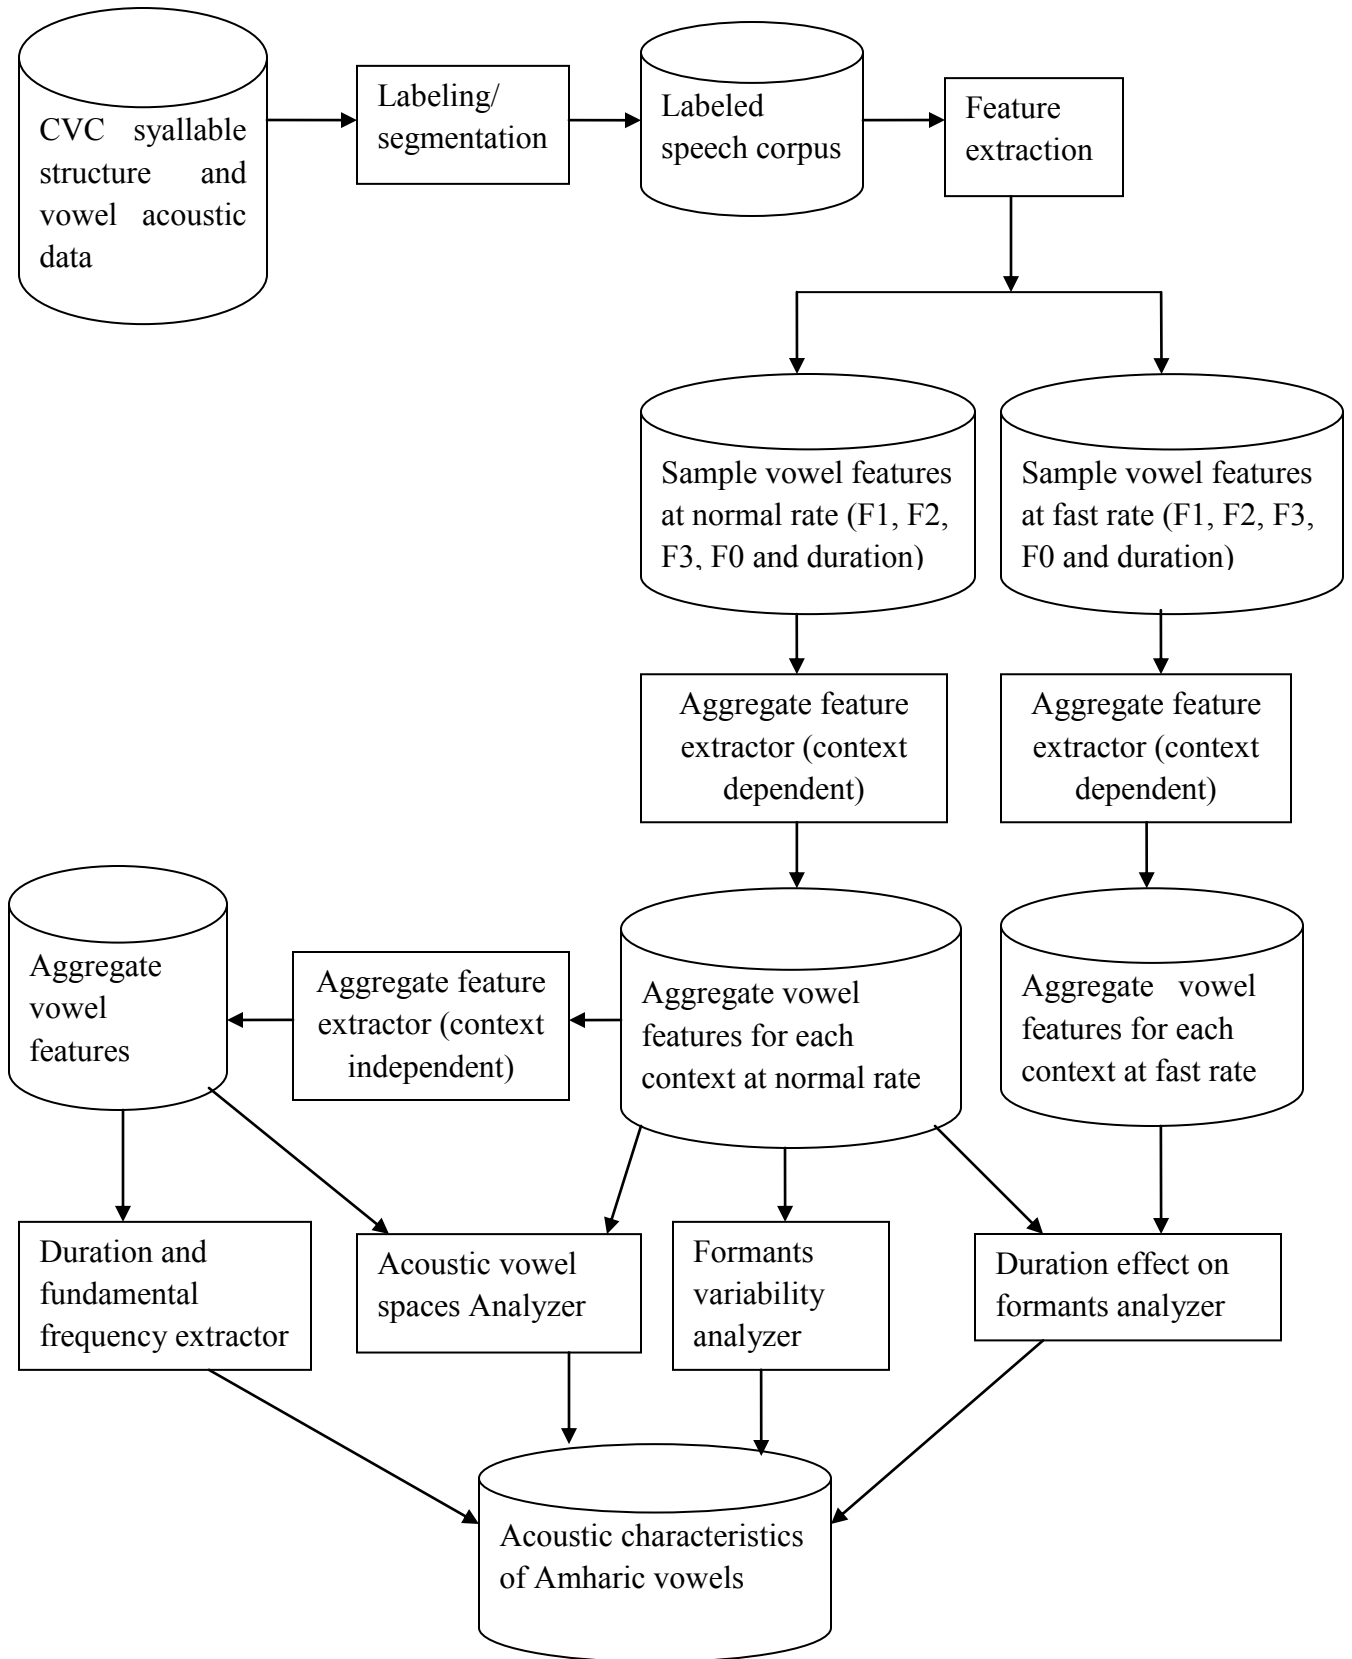 CVC syallable
structure and
vowel acoustic
data
Labeling/
segmentation
Labeled
speech corpus
Feature
extraction
Sample vowel features
at normal rate (F1, F2,
F3, F0 and duration)
Sample vowel features
at fast rate (F1, F2, F3,
F0 and duration)
Aggregate feature
extractor (context
dependent)
Aggregate feature
extractor (context
dependent)
Aggregate
vowel
features
Aggregate feature
extractor (context
independent)
Aggregate vowel
features for each
context at normal rate
Aggregate vowel
features for each
context at fast rate
Duration and
fundamental
frequency extractor
Acoustic vowel
spaces Analyzer
Formants
variability
analyzer
Duration effect on
formants analyzer
Acoustic characteristics
of Amharic vowels